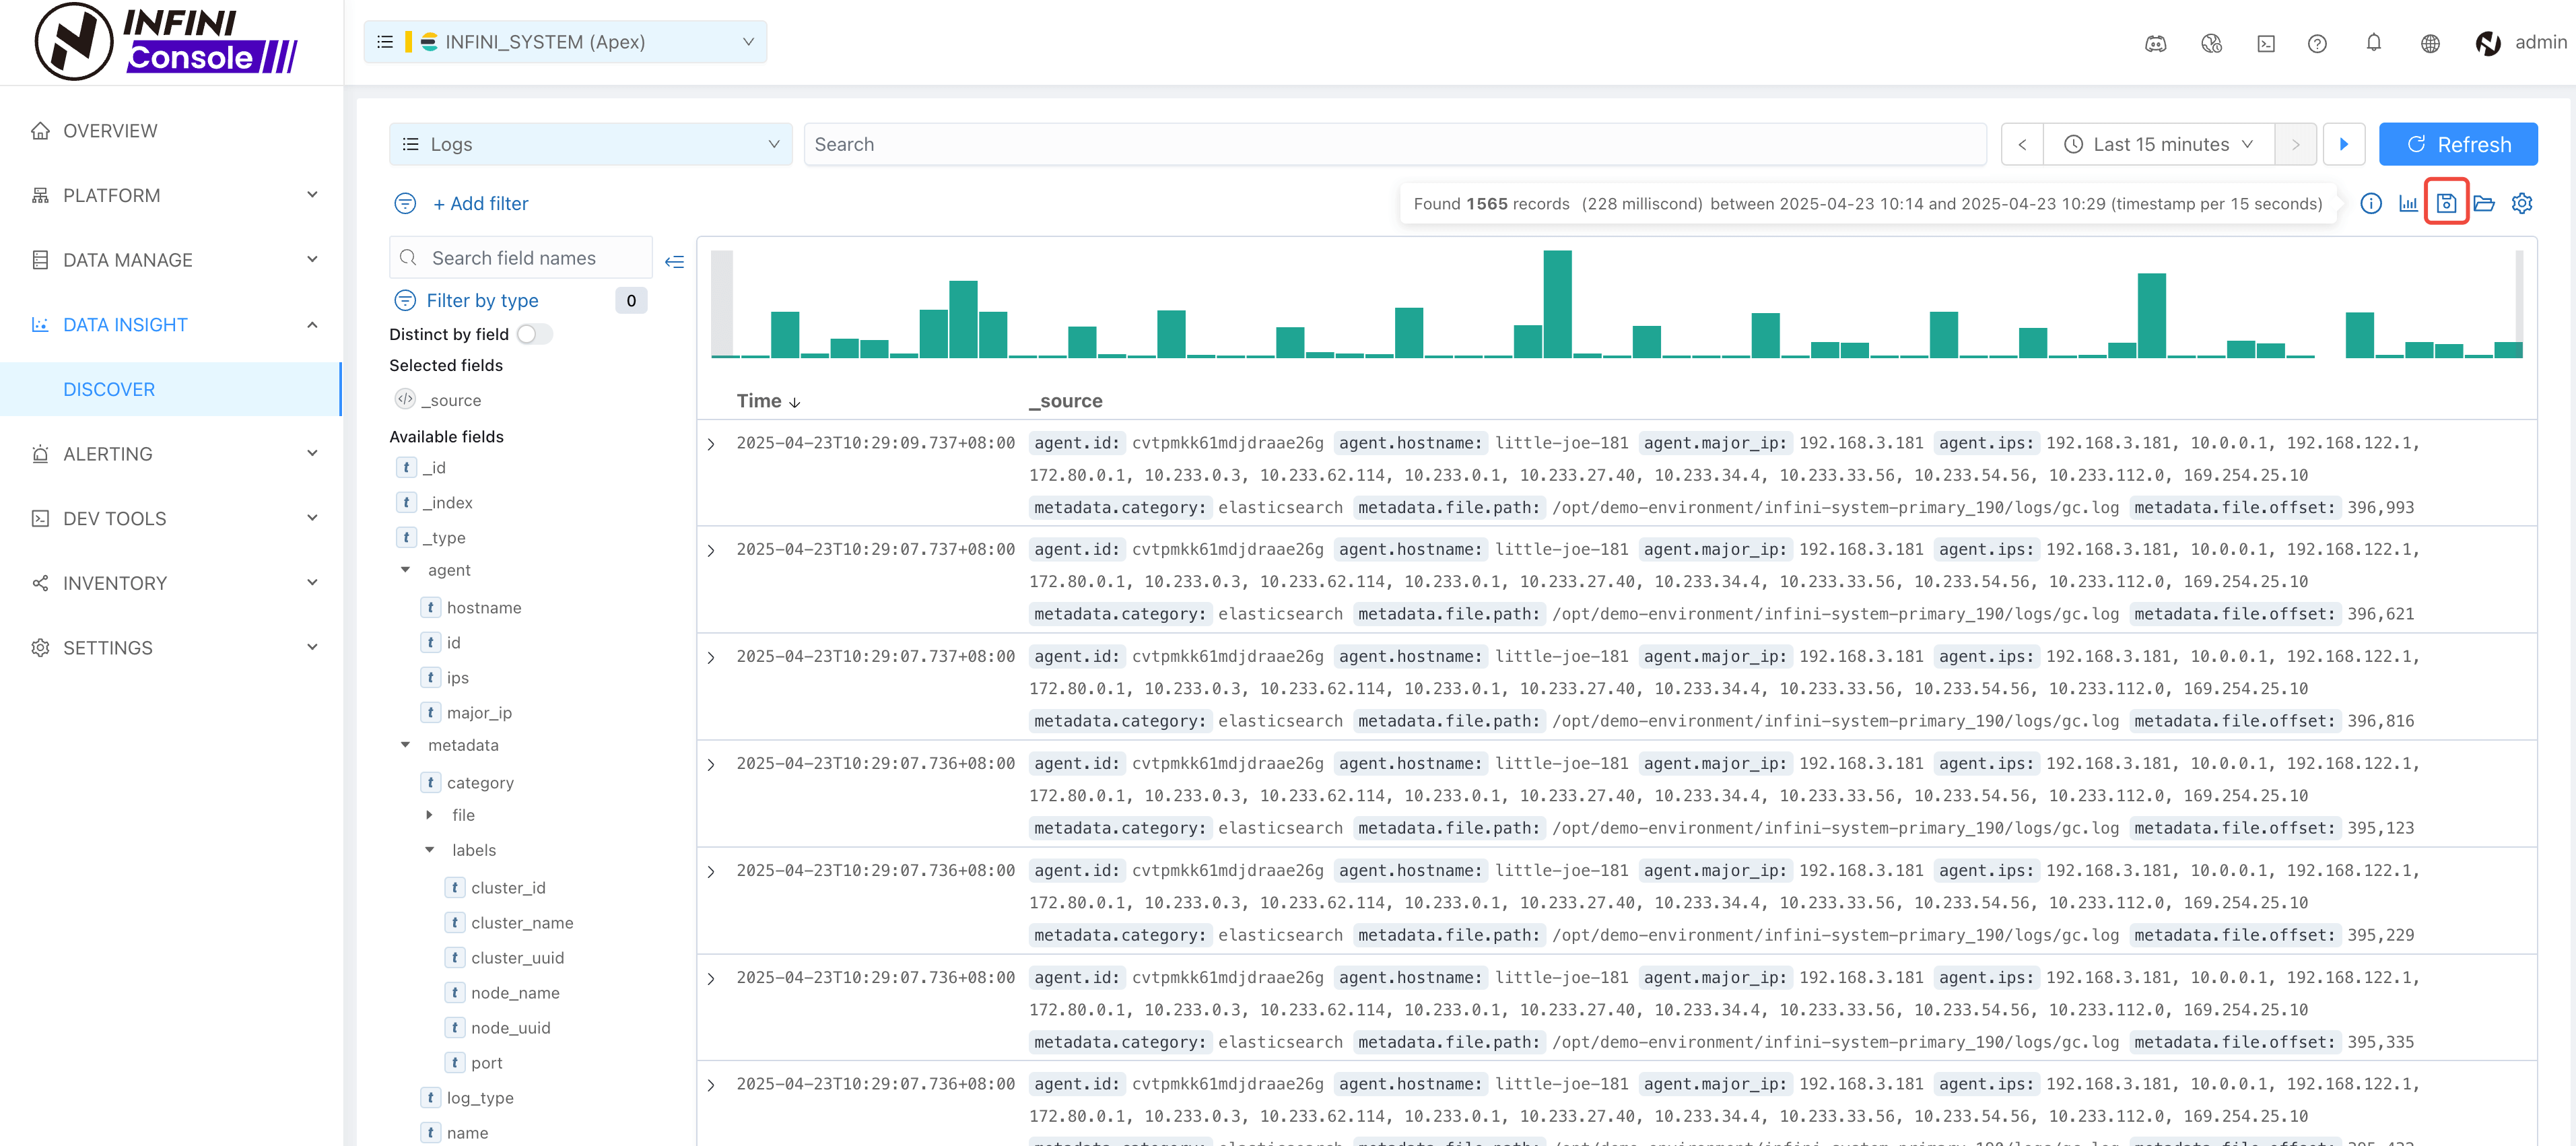 INFINI
Console
INFINI_SYSTEM (Apex)
admin
OVERVIEW
PLATFORM
DATA MANAGE
DATA INSIGHT
DISCOVER
ALERTING
DEV TOOLS
INVENTORY
SETTINGS
Logs
Search
Last 15 minutes
Refresh
+ Add filter
Found 1565 records (228 milliscond) between 2025-04-23 10:14 and 2025-04-23 10:29 (timestamp per 15 seconds)
Search field names
Filter by type 0
Distinct by field
Selected fields
_source
Available fields
t _id
t _index
t _type
agent
t hostname
t id
t ips
t major_ip
metadata
t category
file
labels
t cluster_id
t cluster_name
t cluster_uuid
t node_name
t node_uuid
t port
t log_type
t name
Time _source
2025-04-23T10:29:09.737+08:00 agent.id: cvtpmkk61mdjdraae26g agent.hostname: little-joe-181 agent.major_ip: 192.168.3.181 agent.ips: 192.168.3.181, 10.0.0.1, 192.168.122.1,
172.80.0.1, 10.233.0.3, 10.233.62.114, 10.233.0.1, 10.233.27.40, 10.233.34.4, 10.233.33.56, 10.233.54.56, 10.233.112.0, 169.254.25.10
metadata.category: elasticsearch metadata.file.path: /opt/demo-environment/infini-system-primary_190/logs/gc.log metadata.file.offset: 396,993
2025-04-23T10:29:07.737+08:00 agent.id: cvtpmkk61mdjdraae26g agent.hostname: little-joe-181 agent.major_ip: 192.168.3.181 agent.ips: 192.168.3.181, 10.0.0.1, 192.168.122.1,
172.80.0.1, 10.233.0.3, 10.233.62.114, 10.233.0.1, 10.233.27.40, 10.233.34.4, 10.233.33.56, 10.233.54.56, 10.233.112.0, 169.254.25.10
metadata.category: elasticsearch metadata.file.path: /opt/demo-environment/infini-system-primary_190/logs/gc.log metadata.file.offset: 396,621
2025-04-23T10:29:07.737+08:00 agent.id: cvtpmkk61mdjdraae26g agent.hostname: little-joe-181 agent.major_ip: 192.168.3.181 agent.ips: 192.168.3.181, 10.0.0.1, 192.168.122.1,
172.80.0.1, 10.233.0.3, 10.233.62.114, 10.233.0.1, 10.233.27.40, 10.233.34.4, 10.233.33.56, 10.233.54.56, 10.233.112.0, 169.254.25.10
metadata.category: elasticsearch metadata.file.path: /opt/demo-environment/infini-system-primary_190/logs/gc.log metadata.file.offset: 396,816
2025-04-23T10:29:07.736+08:00 agent.id: cvtpmkk61mdjdraae26g agent.hostname: little-joe-181 agent.major_ip: 192.168.3.181 agent.ips: 192.168.3.181, 10.0.0.1, 192.168.122.1,
172.80.0.1, 10.233.0.3, 10.233.62.114, 10.233.0.1, 10.233.27.40, 10.233.34.4, 10.233.33.56, 10.233.54.56, 10.233.112.0, 169.254.25.10
metadata.category: elasticsearch metadata.file.path: /opt/demo-environment/infini-system-primary_190/logs/gc.log metadata.file.offset: 395,123
2025-04-23T10:29:07.736+08:00 agent.id: cvtpmkk61mdjdraae26g agent.hostname: little-joe-181 agent.major_ip: 192.168.3.181 agent.ips: 192.168.3.181, 10.0.0.1, 192.168.122.1,
172.80.0.1, 10.233.0.3, 10.233.62.114, 10.233.0.1, 10.233.27.40, 10.233.34.4, 10.233.33.56, 10.233.54.56, 10.233.112.0, 169.254.25.10
metadata.category: elasticsearch metadata.file.path: /opt/demo-environment/infini-system-primary_190/logs/gc.log metadata.file.offset: 395,229
2025-04-23T10:29:07.736+08:00 agent.id: cvtpmkk61mdjdraae26g agent.hostname: little-joe-181 agent.major_ip: 192.168.3.181 agent.ips: 192.168.3.181, 10.0.0.1, 192.168.122.1,
172.80.0.1, 10.233.0.3, 10.233.62.114, 10.233.0.1, 10.233.27.40, 10.233.34.4, 10.233.33.56, 10.233.54.56, 10.233.112.0, 169.254.25.10
metadata.category: elasticsearch metadata.file.path: /opt/demo-environment/infini-system-primary_190/logs/gc.log metadata.file.offset: 395,335
2025-04-23T10:29:07.736+08:00 agent.id: cvtpmkk61mdjdraae26g agent.hostname: little-joe-181 agent.major_ip: 192.168.3.181 agent.ips: 192.168.3.181, 10.0.0.1, 192.168.122.1,
172.80.0.1, 10.233.0.3, 10.233.62.114, 10.233.0.1, 10.233.27.40, 10.233.34.4, 10.233.33.56, 10.233.54.56, 10.233.112.0, 169.254.25.10